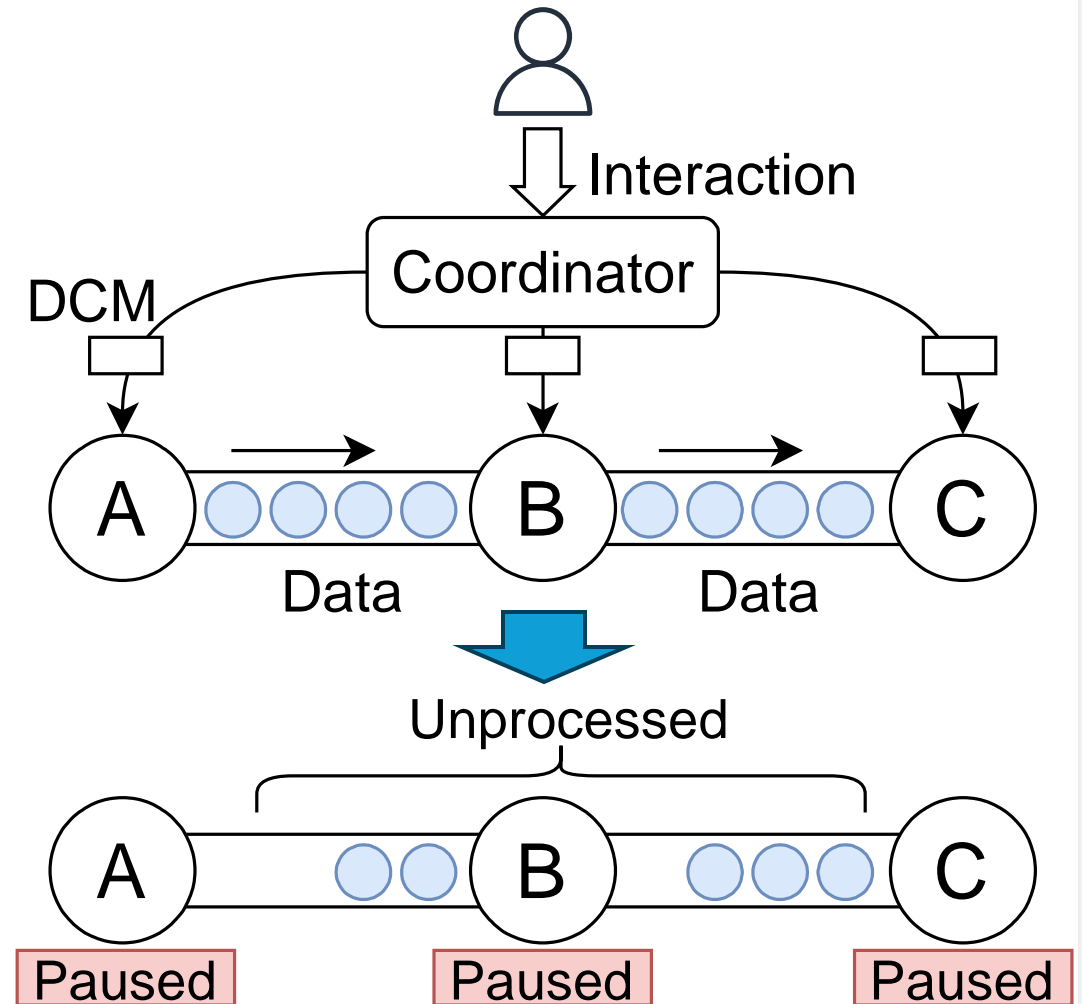 Interaction
Coordinator
DCM
A
B
C
Data
Data
Unprocessed
A
B
C
Paused
Paused
Paused